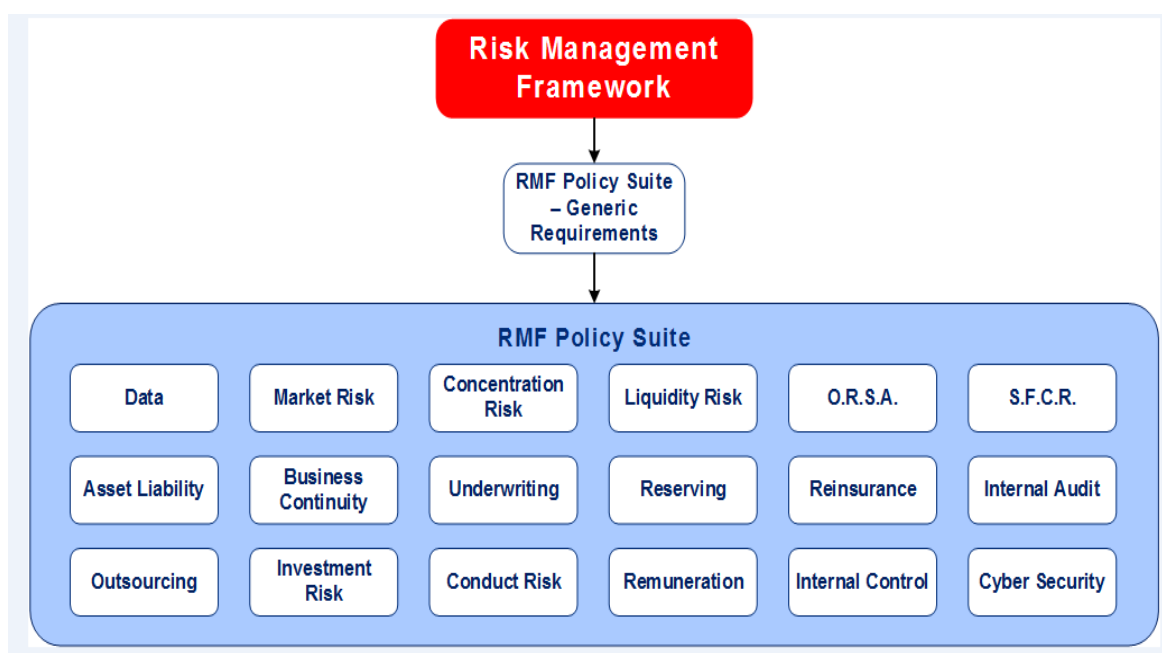 Risk Management
Framework
RMF Policy Suite
– Generic
Requirements
RMF Policy Suite
Data
Market Risk
Concentration
Risk
Liquidity Risk
O.R.S.A.
S.F.C.R.
Asset Liability
Business
Continuity
Underwriting
Reserving
Reinsurance
Internal Audit
Outsourcing
Investment
Risk
Conduct Risk
Remuneration
Internal Control
Cyber Security